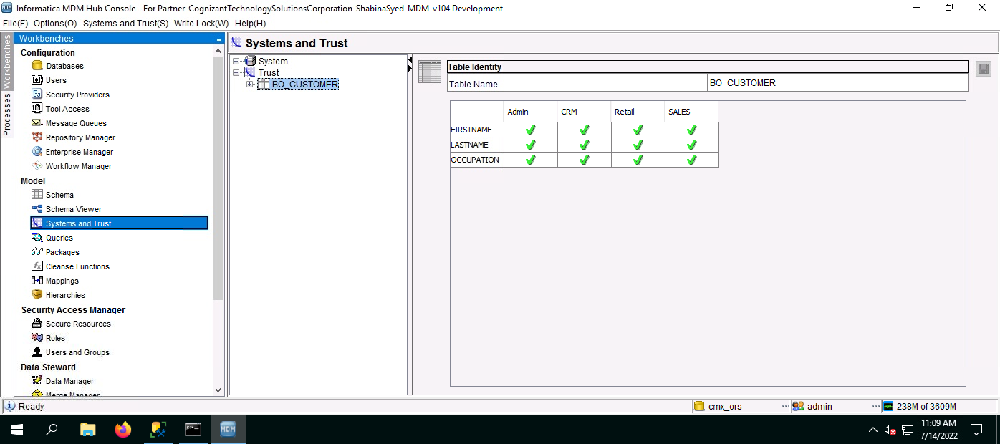 Informatica MDM Hub Console - For Partner-CognizantTechnologySolutionsCorporation-ShabinaSyed-MDM-v104 Development
File(F) Options(O) Systems and Trust(S) Write Lock(W) Help(H)
Workbenches
Processes
Workbenches
Configuration
Databases
Users
Security Providers
Tool Access
Message Queues
Repository Manager
Enterprise Manager
Workflow Manager
Model
Schema
Schema Viewer
Systems and Trust
Queries
Packages
Cleanse Functions
Mappings
Hierarchies
Security Access Manager
Secure Resources
Roles
Users and Groups
Data Steward
Data Manager
Merge Manager
Systems and Trust
System
Trust
BO_CUSTOMER
Table Identity
Table Name BO_CUSTOMER
Admin CRM Retail SALES
FIRSTNAME
LASTNAME
OCCUPATION
Ready cmx_ors ... admin ... 238M of 3609M
MDM
11:09 AM
7/14/2022